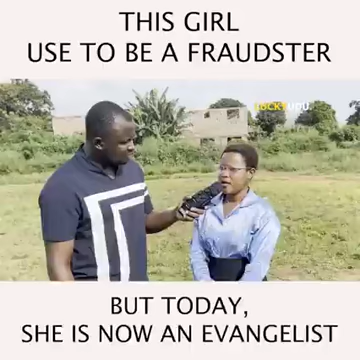 THIS GIRL
USE TO BE A FRAUDSTER
BUT TODAY,
SHE IS NOW AN EVANGELIST